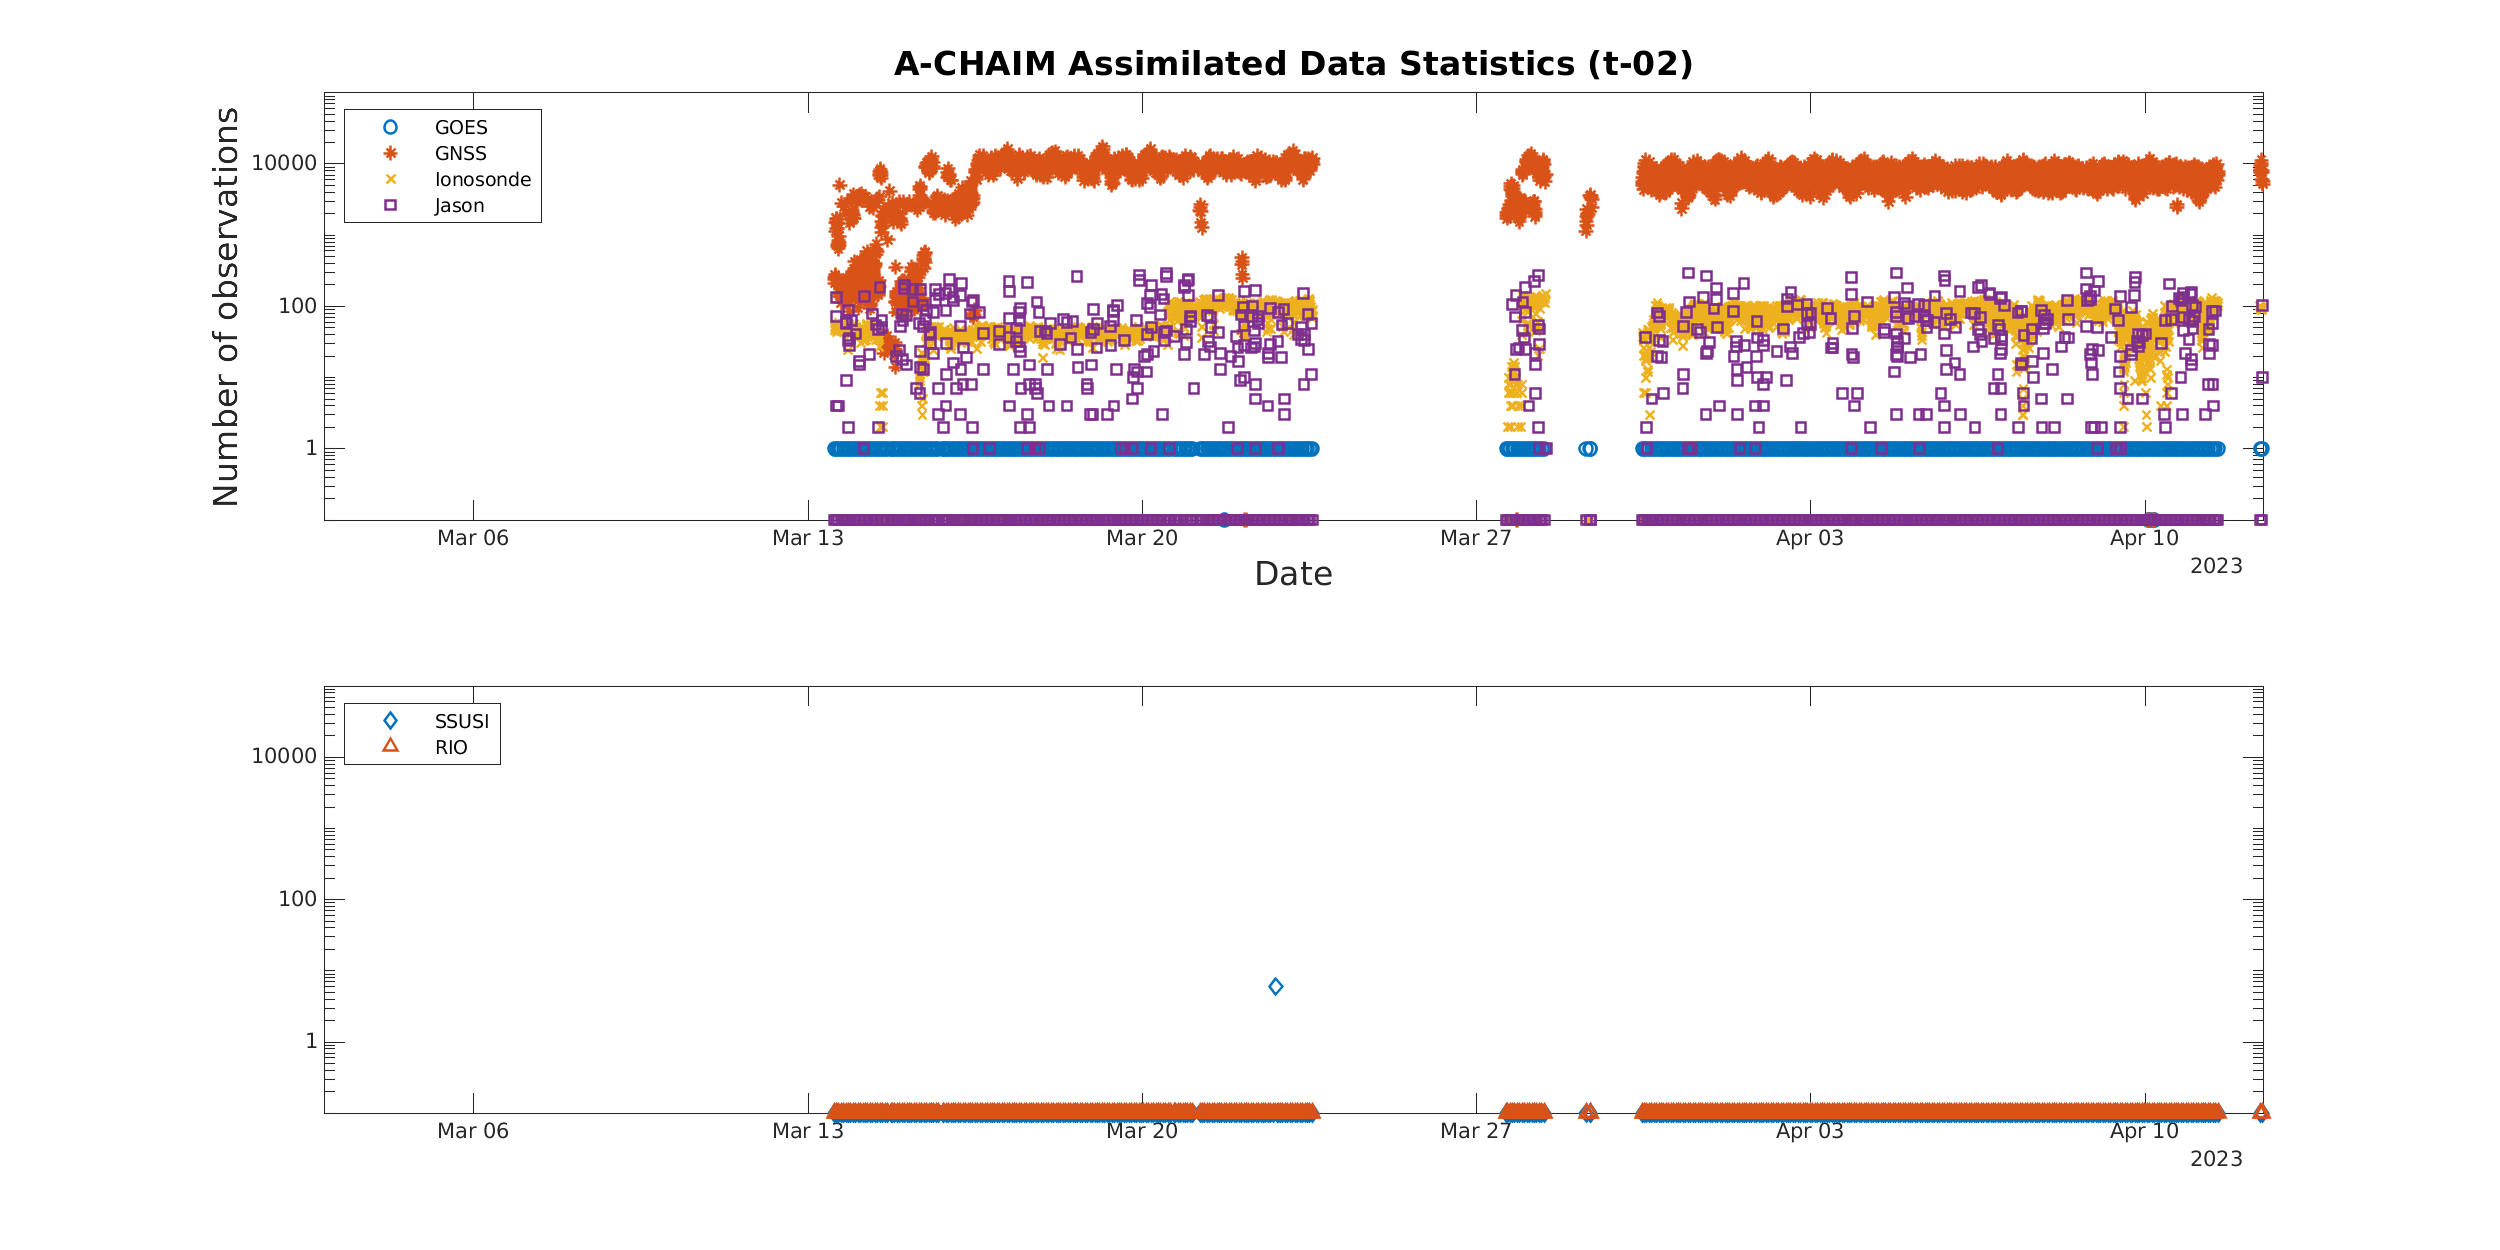 A-CHAIM Assimilated Data Statistics (t-02)
Number of observations
10000
100
1
GOES
GNSS
Ionosonde
Jason
Mar 06 Mar 13 Mar 20 Mar 27 Apr 03 Apr 10
2023
Date
10000
100
1
SSUSI
RIO
Mar 06 Mar 13 Mar 20 Mar 27 Apr 03 Apr 10
2023